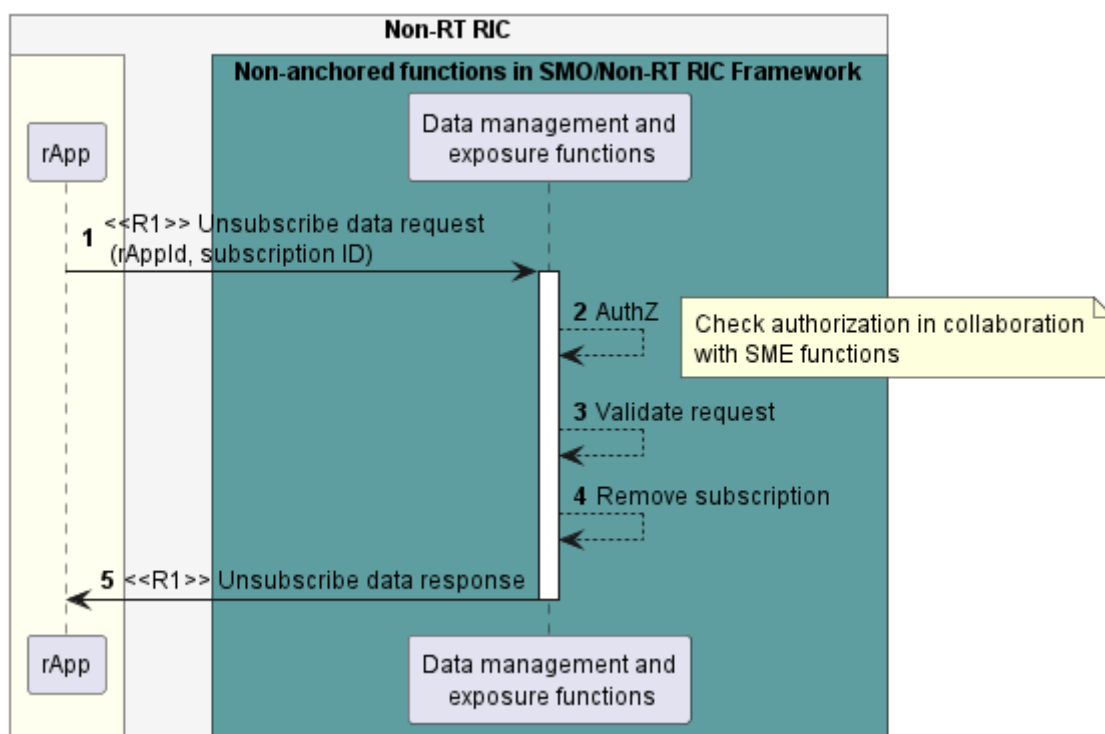 Non-RT RIC
Non-anchored functions in SMO/Non-RT RIC Framework
rApp
Data management and
exposure functions
1 <<R1>> Unsubscribe data request
(rAppId, subscription ID)
2 AuthZ
Check authorization in collaboration
with SME functions
3 Validate request
4 Remove subscription
5 <<R1>> Unsubscribe data response
rApp
Data management and
exposure functions